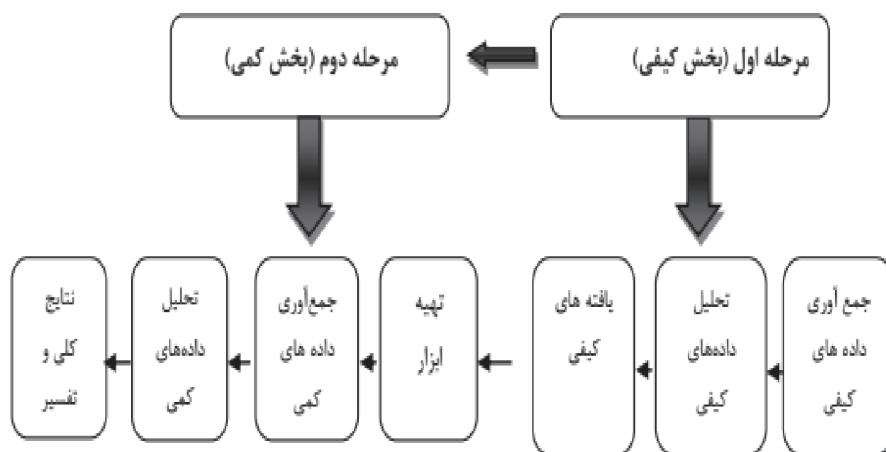 مرحله اول (بخش کیفی)
مرحله دوم (بخش کمی)
جمع آوری
داده های
کیفی
تحلیل
داده‌های
کیفی
یافته های
کیفی
تهیه
ابزار
جمع‌آوری
داده های
کمی
تحلیل
داده‌های
کمی
نتایج
کلی و
تفسیر